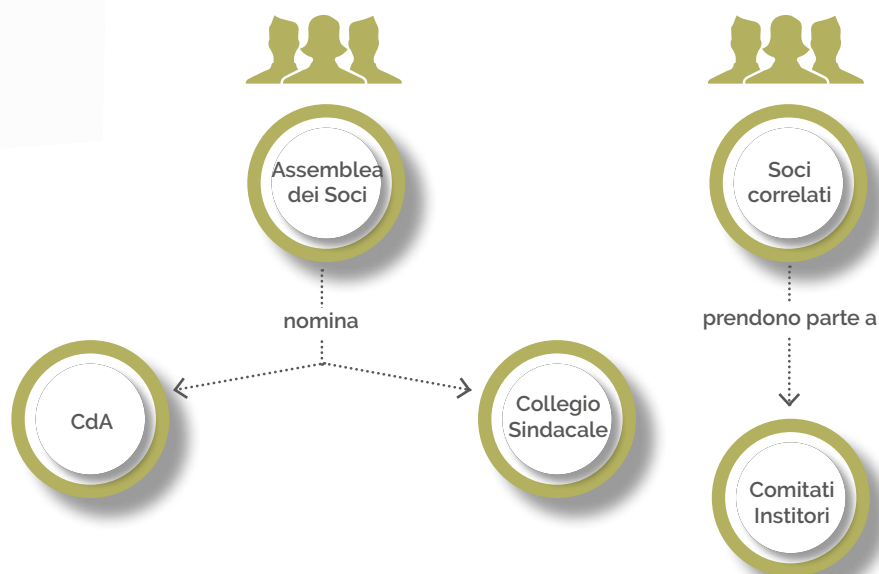 Assemblea
dei Soci
nomina
CdA
Collegio
Sindacale
Soci
correlati
prendono parte a
Comitati
Institori